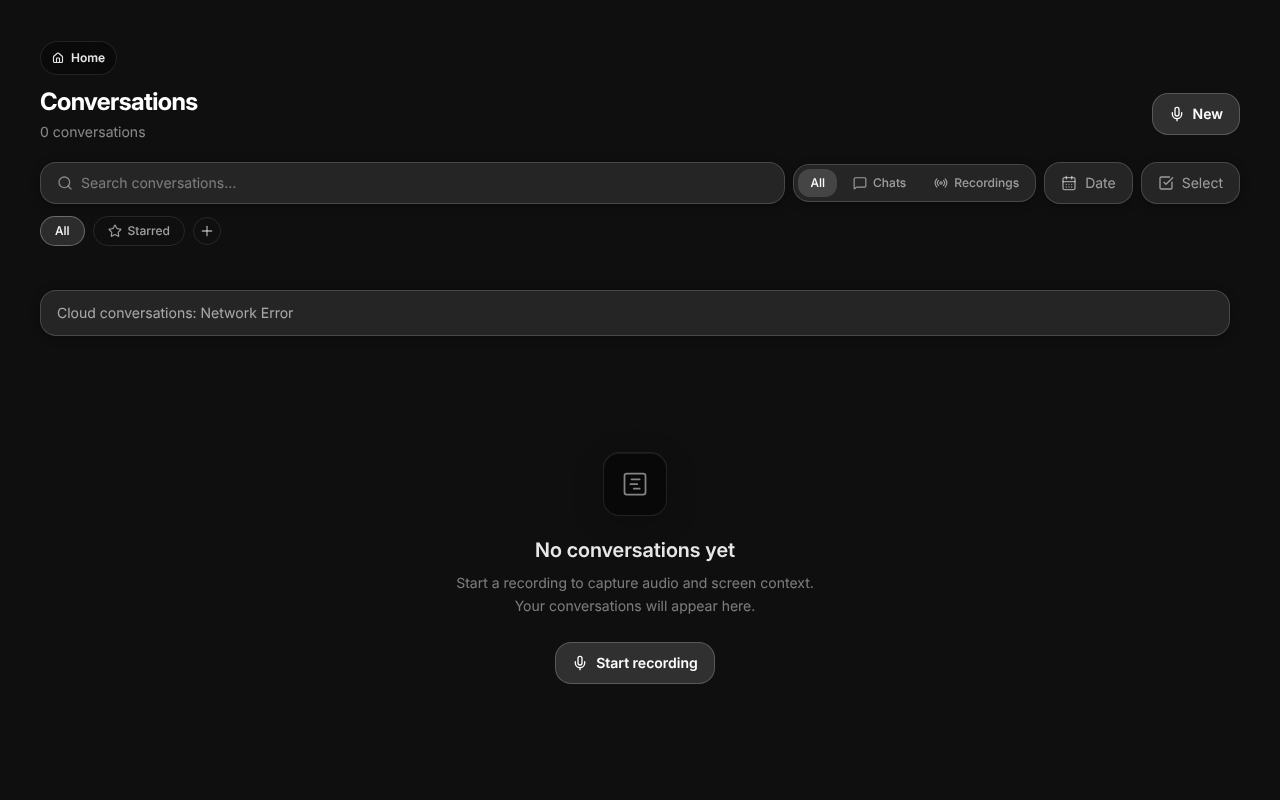 Home
Conversations
0 conversations
New
Search conversations...
All
Chats
Recordings
Date
Select
All
Starred
Cloud conversations: Network Error
No conversations yet
Start a recording to capture audio and screen context.
Your conversations will appear here.
Start recording